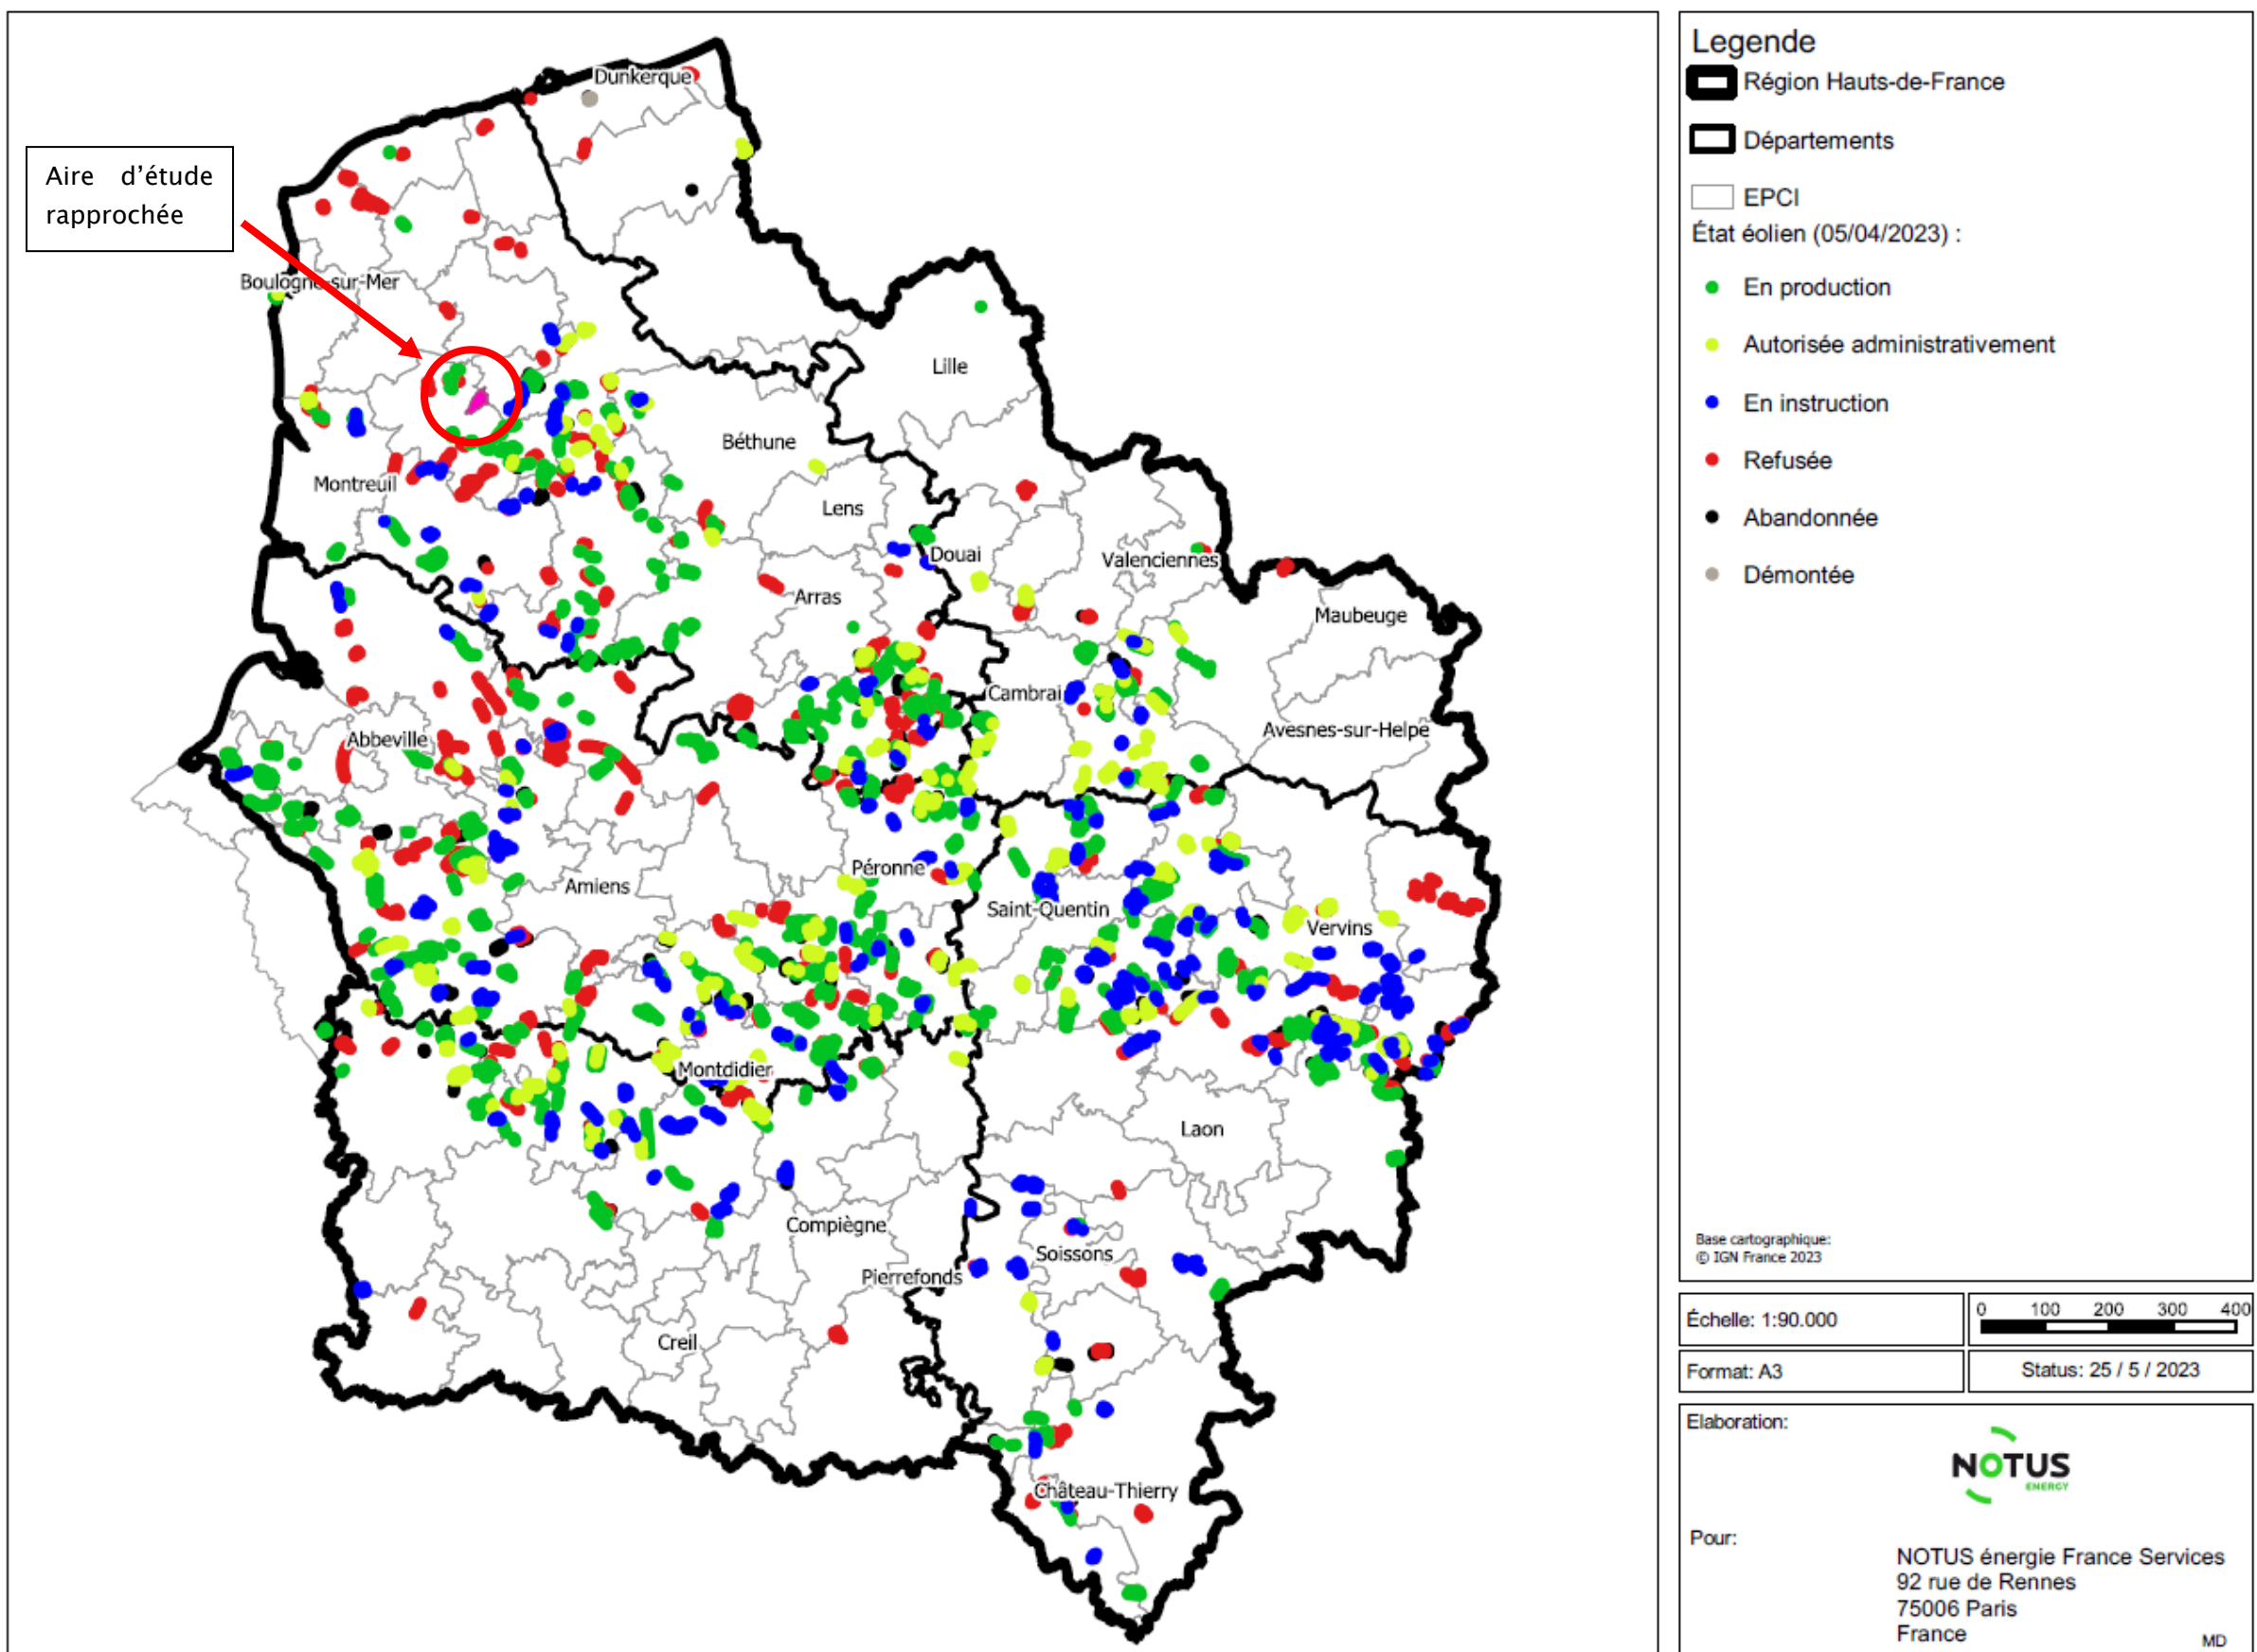 Aire d'étude
rapprochée
Dunkerque
Boulogne-sur-Mer
Lille
Béthune
Montreuil
Lens
Douai
Valenciennes
Arras
Maubeuge
Cambrai
Avesnes-sur-Helpe
Abbeville
Péronne
Amiens
Saint-Quentin
Vervins
Montdidier
Laon
Compiègne
Soissons
Pierrefonds
Creil
Château-Thierry
Legende
Région Hauts-de-France
Départements
EPCI
État éolien (05/04/2023) :
En production
Autorisée administrativement
En instruction
Refusée
Abandonnée
Démontée
Base cartographique:
© IGN France 2023
Échelle: 1:90.000
0 100 200 300 400
Format: A3
Status: 25 / 5 / 2023
Elaboration:
NOTUS
ENERGY
Pour:
NOTUS énergie France Services
92 rue de Rennes
75006 Paris
France
MD